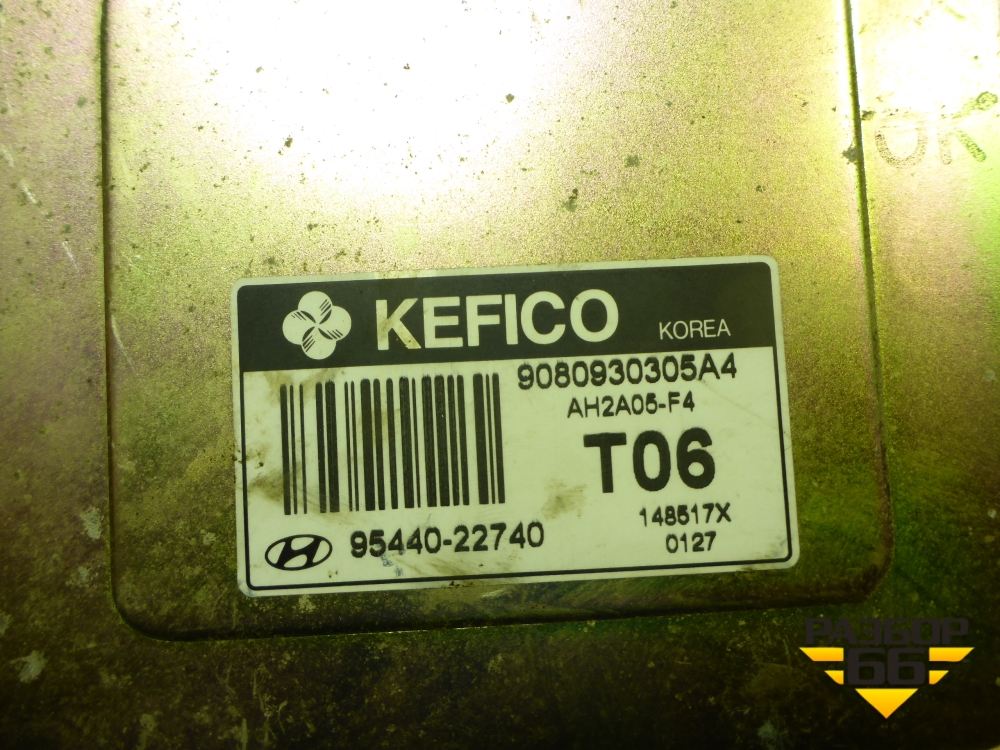 OK
KEFICO
KOREA
9080930305A4
AH2A05-F4
T06
148517X
0127
95440-22740
РАЗБОР
66